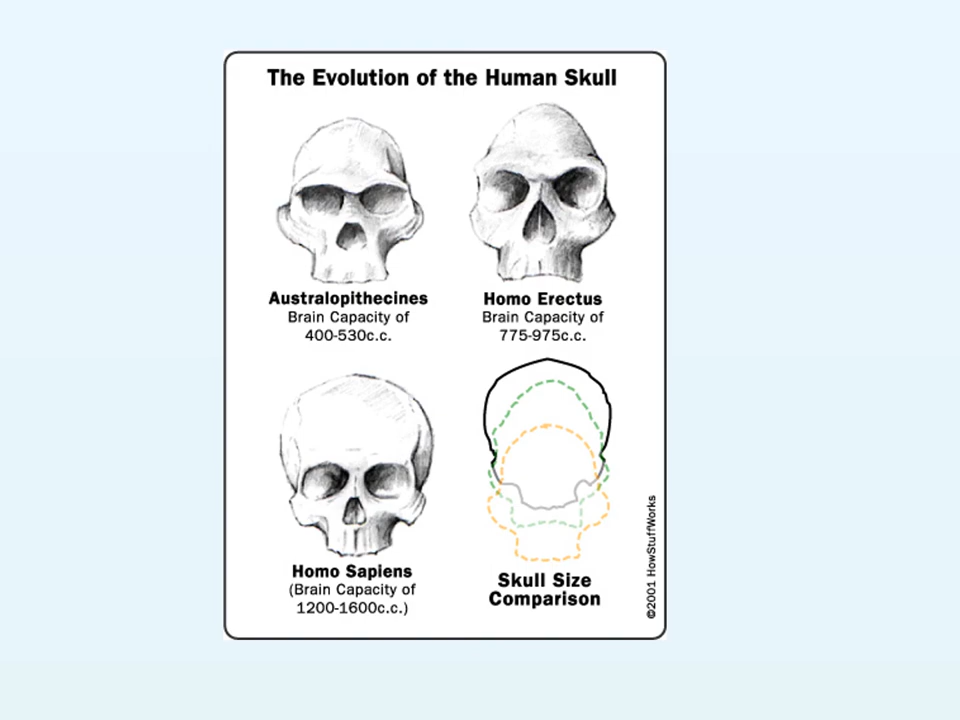 The Evolution of the Human Skull
Australopithecines
Brain Capacity of
400-530c.c.
Homo Erectus
Brain Capacity of
775-975c.c.
Homo Sapiens
(Brain Capacity of
1200-1600c.c.)
Skull Size
Comparison
©2001 HowStuffWorks